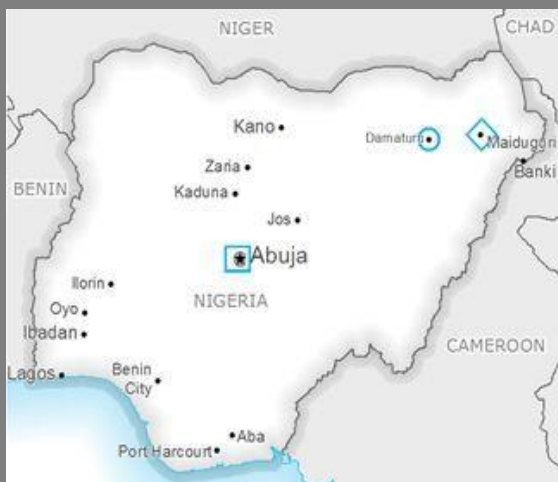 NIGER
CHAD
Kano
Damaturu
Maiduguri
Banki
Zaria
BENIN
Kaduna
Jos
Abuja
Ilorin
NIGERIA
Oyo
Ibadan
CAMEROON
Lagos
Benin
City
Aba
Port Harcourt